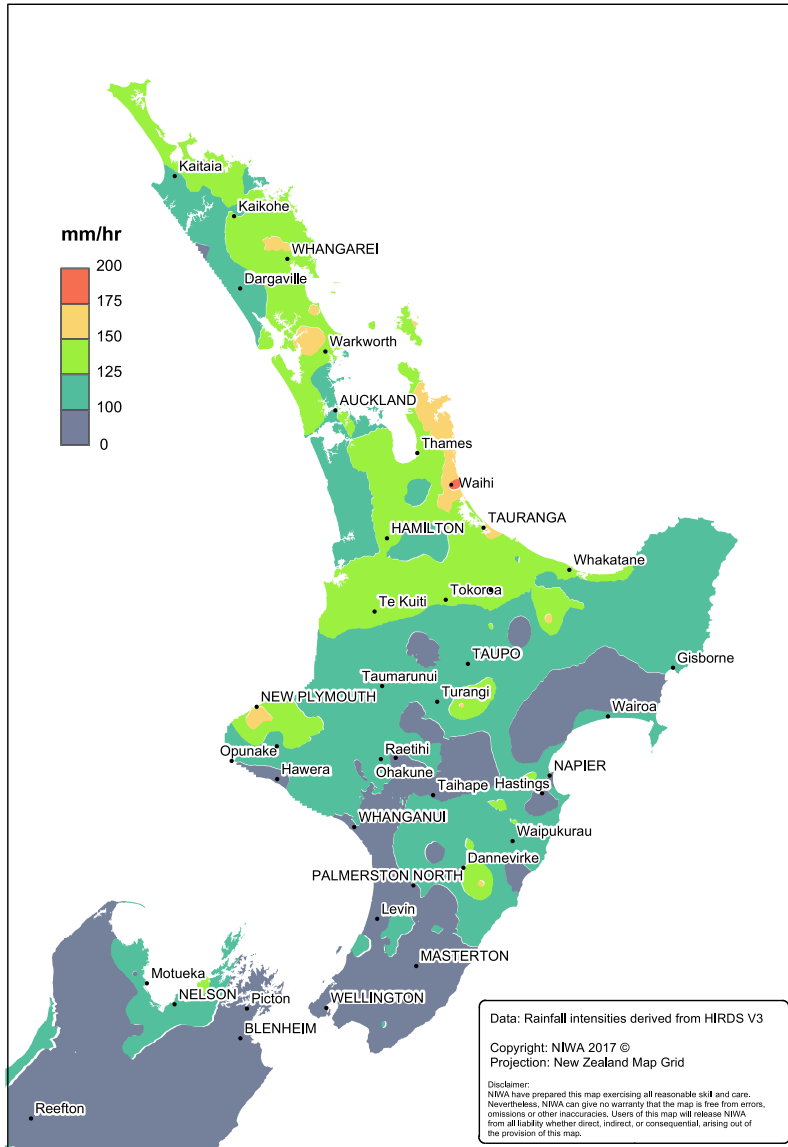 Kaitaia
Kaikohe
mm/hr
WHANGAREI
200
Dargaville
175
150
Warkworth
125
100
AUCKLAND
0
Thames
Waihi
TAURANGA
HAMILTON
Whakatane
Tokoroa
Te Kuiti
TAUPO
Gisborne
Taumarunui
Turangi
NEW PLYMOUTH
Wairoa
Raetihi
Opunake
Ohakune
NAPIER
Hawera
Hastings
Taihape
WHANGANUI
Waipukurau
Dannevirke
PALMERSTON NORTH
Levin
MASTERTON
Motueka
NELSON
Picton
WELLINGTON
BLENHEIM
Reefton
Data: Rainfall intensities derived from HIRDS V3
Copyright: NIWA 2017 ©
Projection: New Zealand Map Grid
Disclaimer:
NIWA have prepared this map exercising all reasonable skill and care.
Nevertheless, NIWA can give no warranty that the map is free from errors,
omissions or other inaccuracies. Users of this map will release NIWA
from all liability whether direct, indirect, or consequential, arising out of
the provision of this map.